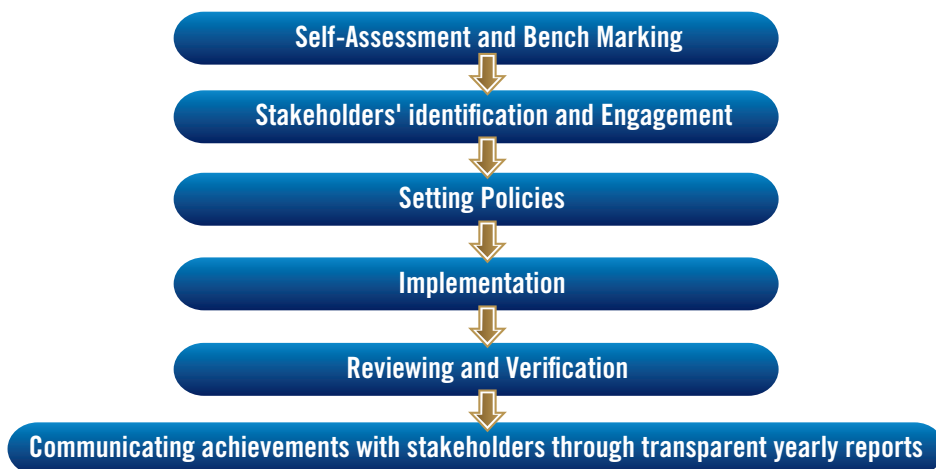 Self-Assessment and Bench Marking
Stakeholders' identification and Engagement
Setting Policies
Implementation
Reviewing and Verification
Communicating achievements with stakeholders through transparent yearly reports